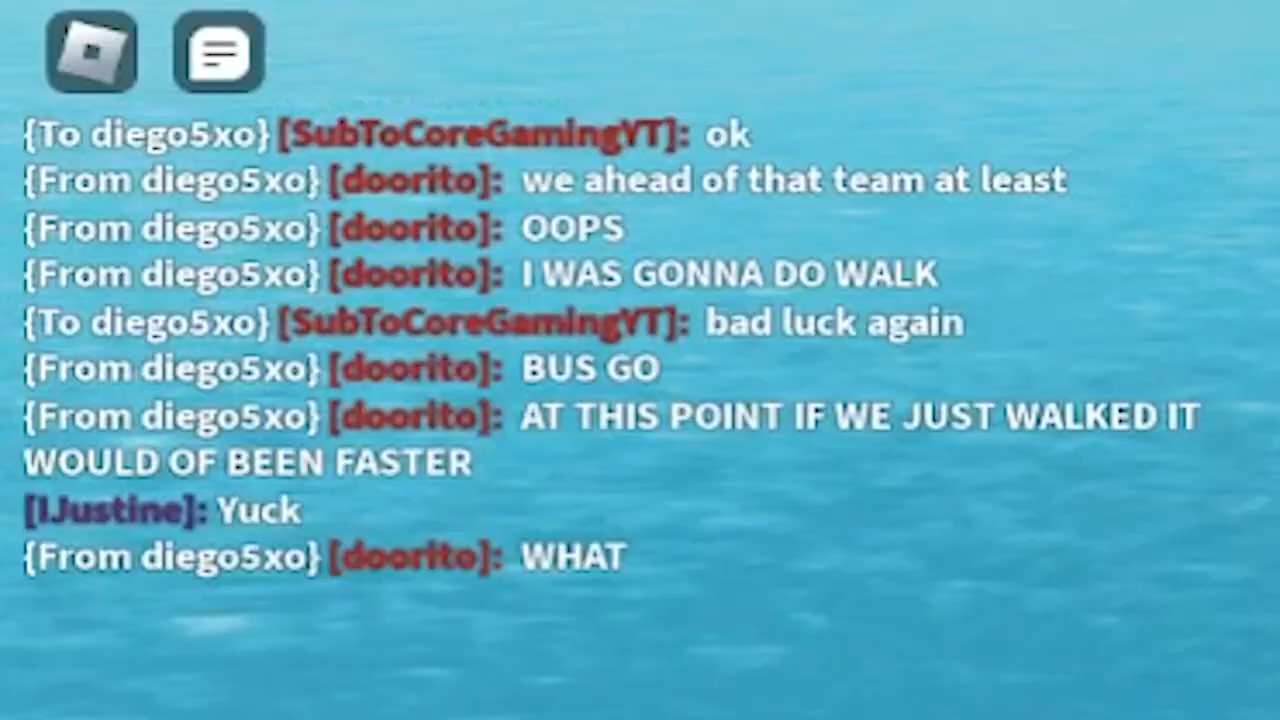 {To diego5xo} [SubToCoreGamingYT]: ok
{From diego5xo} [doorito]: we ahead of that team at least
{From diego5xo} [doorito]: OOPS
{From diego5xo} [doorito]: I WAS GONNA DO WALK
{To diego5xo} [SubToCoreGamingYT]: bad luck again
{From diego5xo} [doorito]: BUS GO
{From diego5xo} [doorito]: AT THIS POINT IF WE JUST WALKED IT
WOULD OF BEEN FASTER
[IJustine]: Yuck
{From diego5xo} [doorito]: WHAT